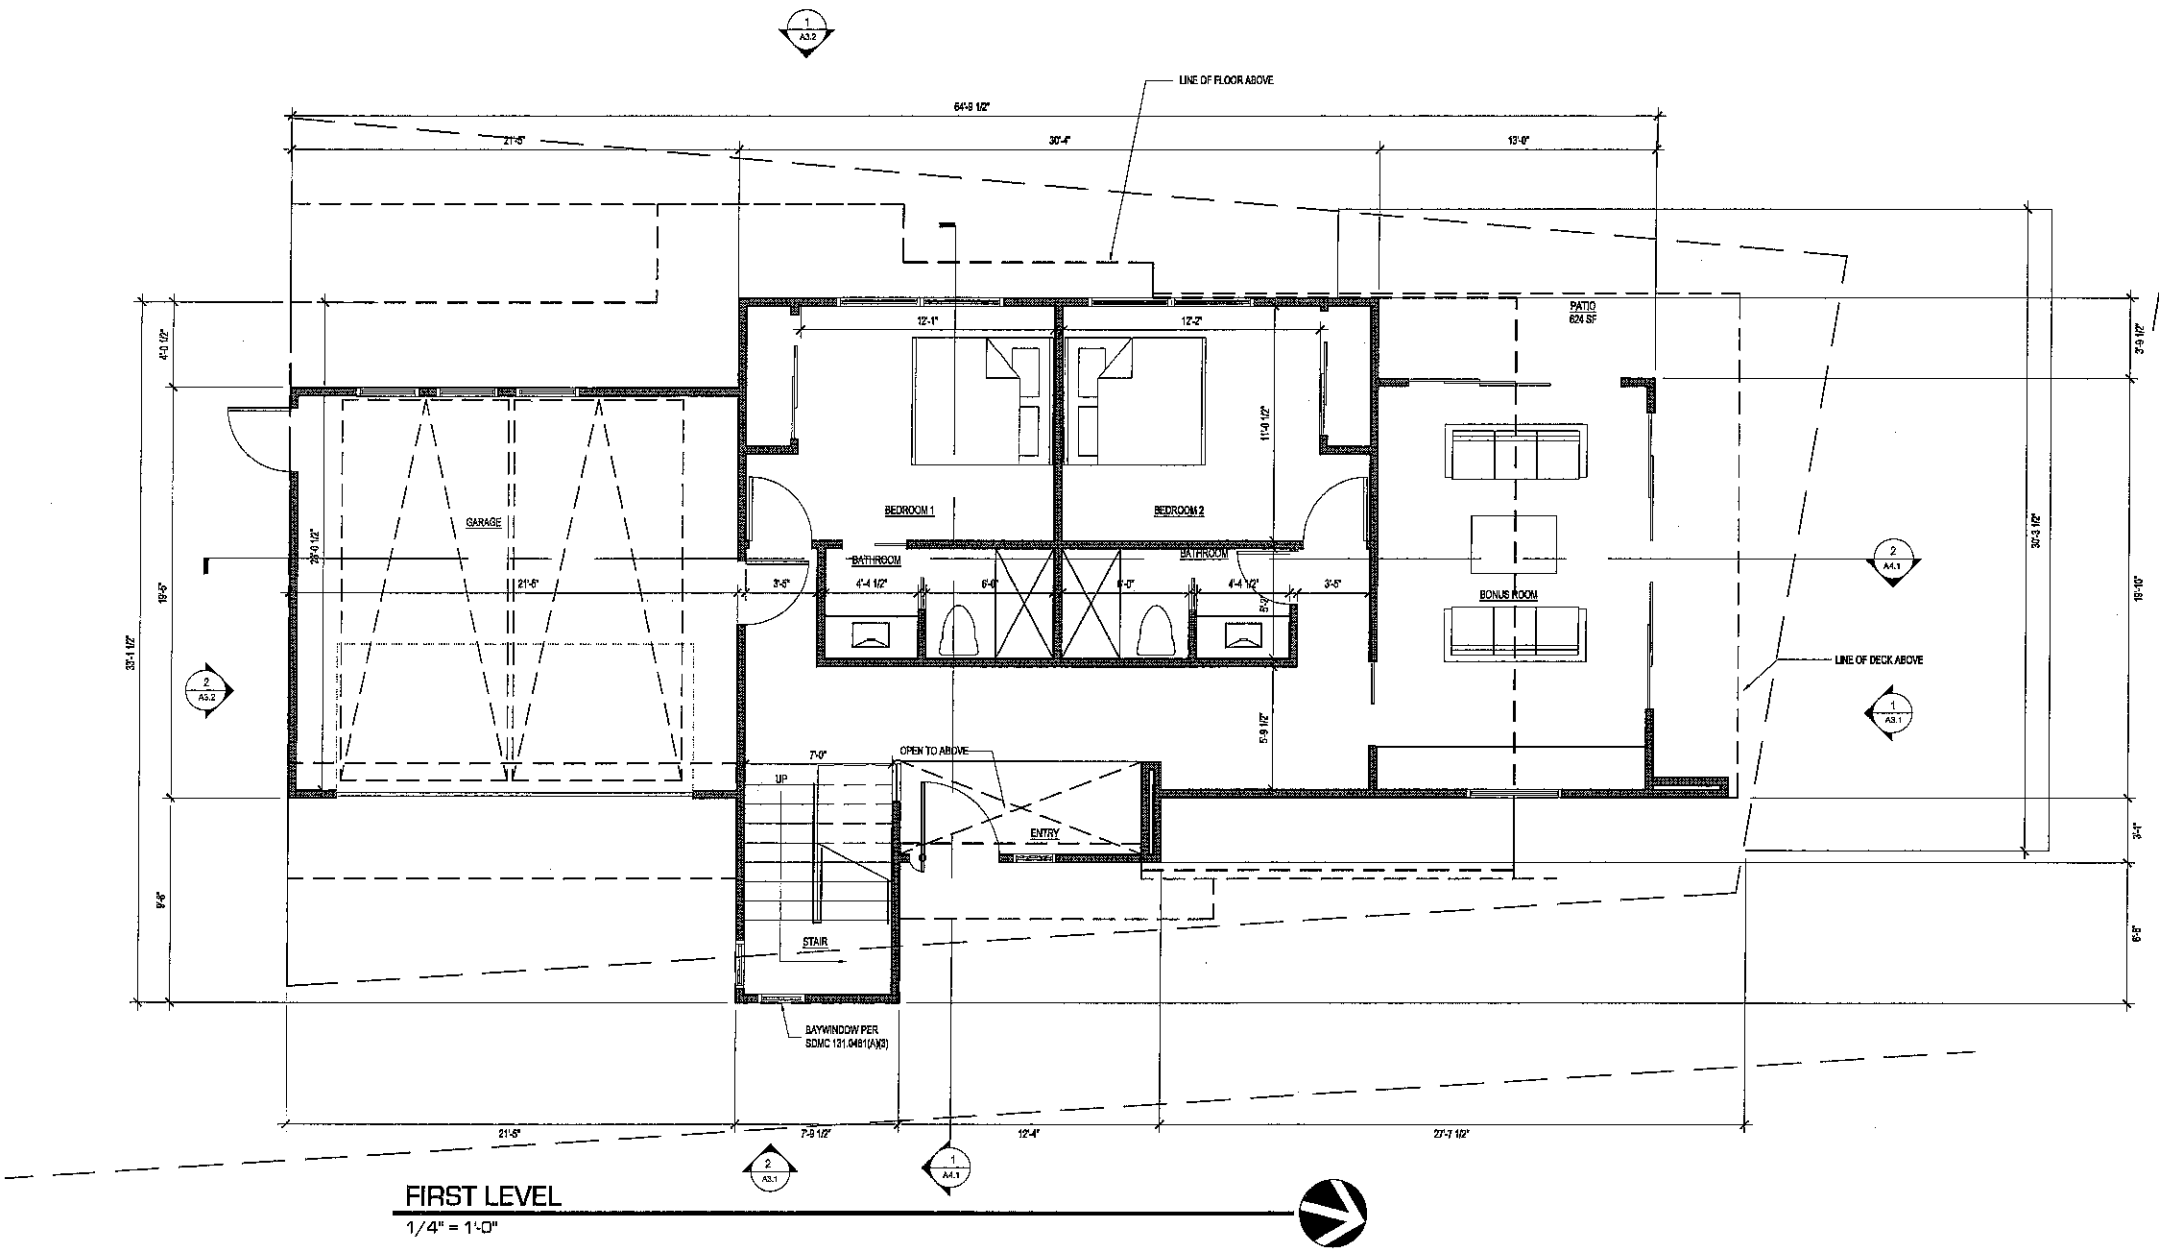 1
A3.2
LINE OF FLOOR ABOVE
64'-9 1/2"
21'-5"
30'-4"
13'-0"
PATIO
624 SF
4'-0 1/2"
3'-9 1/2"
12'-1"
12'-2"
11'-0 1/2"
GARAGE
BEDROOM 1
BEDROOM 2
30'-3 1/2"
BATHROOM
BATHROOM
2
A4.1
21'-6"
3'-5"
4'-4 1/2"
6'-0"
4'-4 1/2"
3'-5"
BONUS ROOM
19'-5"
19'-10"
33'-1 1/2"
LINE OF DECK ABOVE
2
A3.2
1
A3.1
5'-9 1/2"
7'-0"
OPEN TO ABOVE
UP
ENTRY
3'-1"
9'-8"
6'-8"
STAIR
BAYWINDOW PER
SDMC 131.0461(A)(3)
21'-5"
7'-9 1/2"
12'-4"
27'-7 1/2"
2
A3.1
1
A4.1
FIRST LEVEL
1/4" = 1'-0"